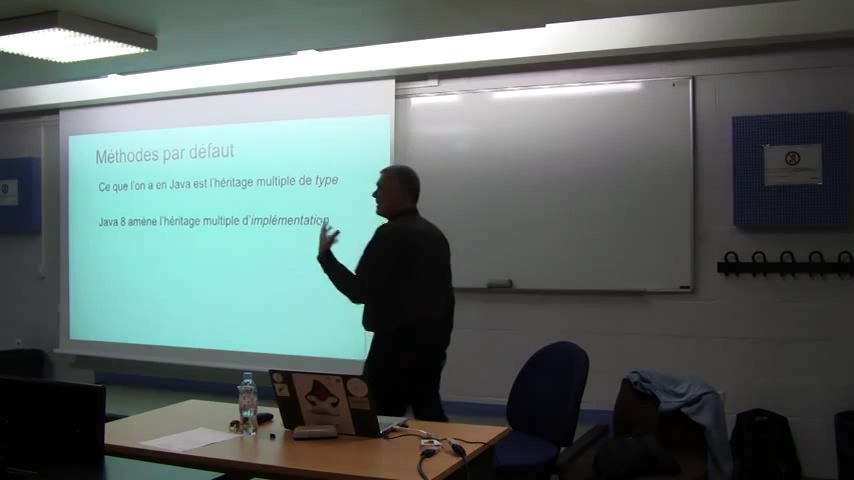 Méthodes par défaut
Ce que l'on a en Java est l'héritage multiple de type
Java 8 amène l'héritage multiple d'implémentation